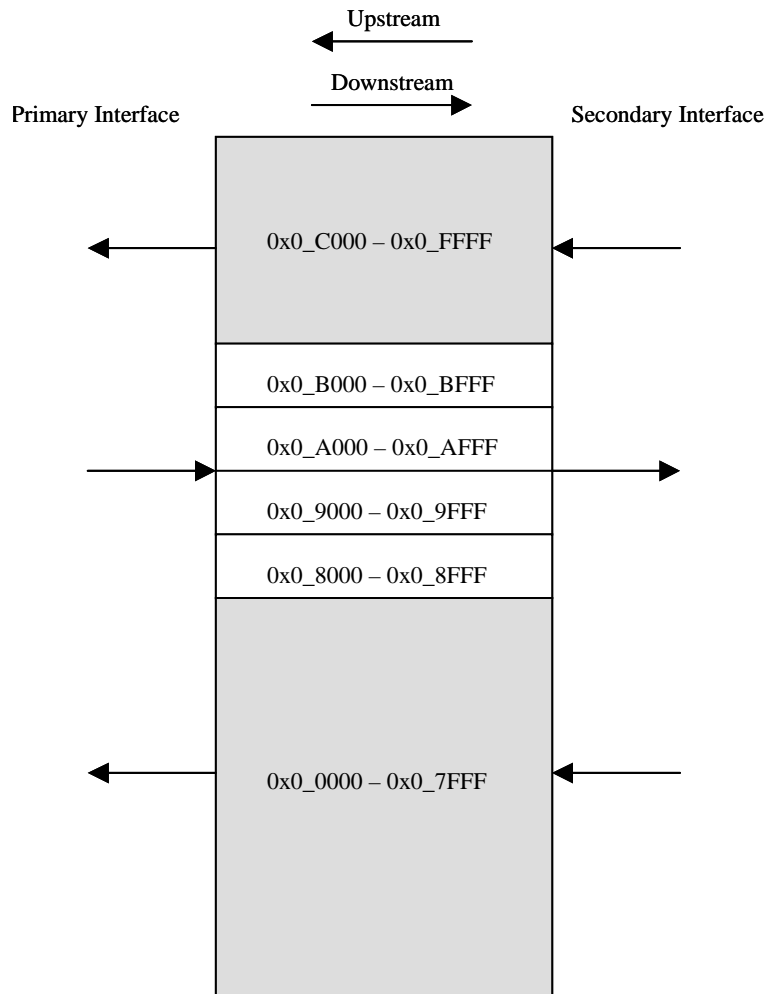 Upstream
Downstream
Primary Interface
Secondary Interface
0x0_C000 – 0x0_FFFF
0x0_B000 – 0x0_BFFF
0x0_A000 – 0x0_AFFF
0x0_9000 – 0x0_9FFF
0x0_8000 – 0x0_8FFF
0x0_0000 – 0x0_7FFF